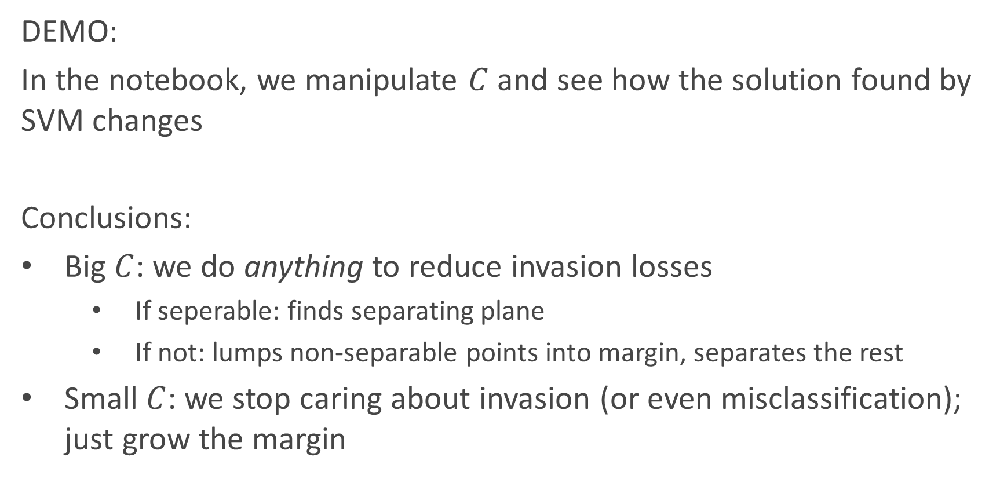 DEMO:
In the notebook, we manipulate C and see how the solution found by
SVM changes
Conclusions:
• Big C: we do anything to reduce invasion losses
• If seperable: finds separating plane
• If not: lumps non-separable points into margin, separates the rest
• Small C: we stop caring about invasion (or even misclassification);
just grow the margin